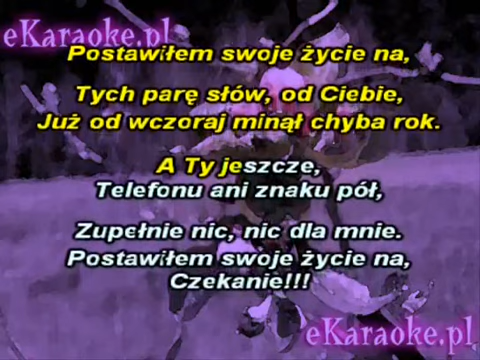 eKaraoke.pl
Postawiłem swoje życie na,
Tych parę słów, od Ciebie,
Już od wczoraj minął chyba rok.
A Ty jeszcze,
Telefonu ani znaku pół,
Zupełnie nic, nic dla mnie.
Postawiłem swoje życie na,
Czekanie!!!
eKaraoke.pl